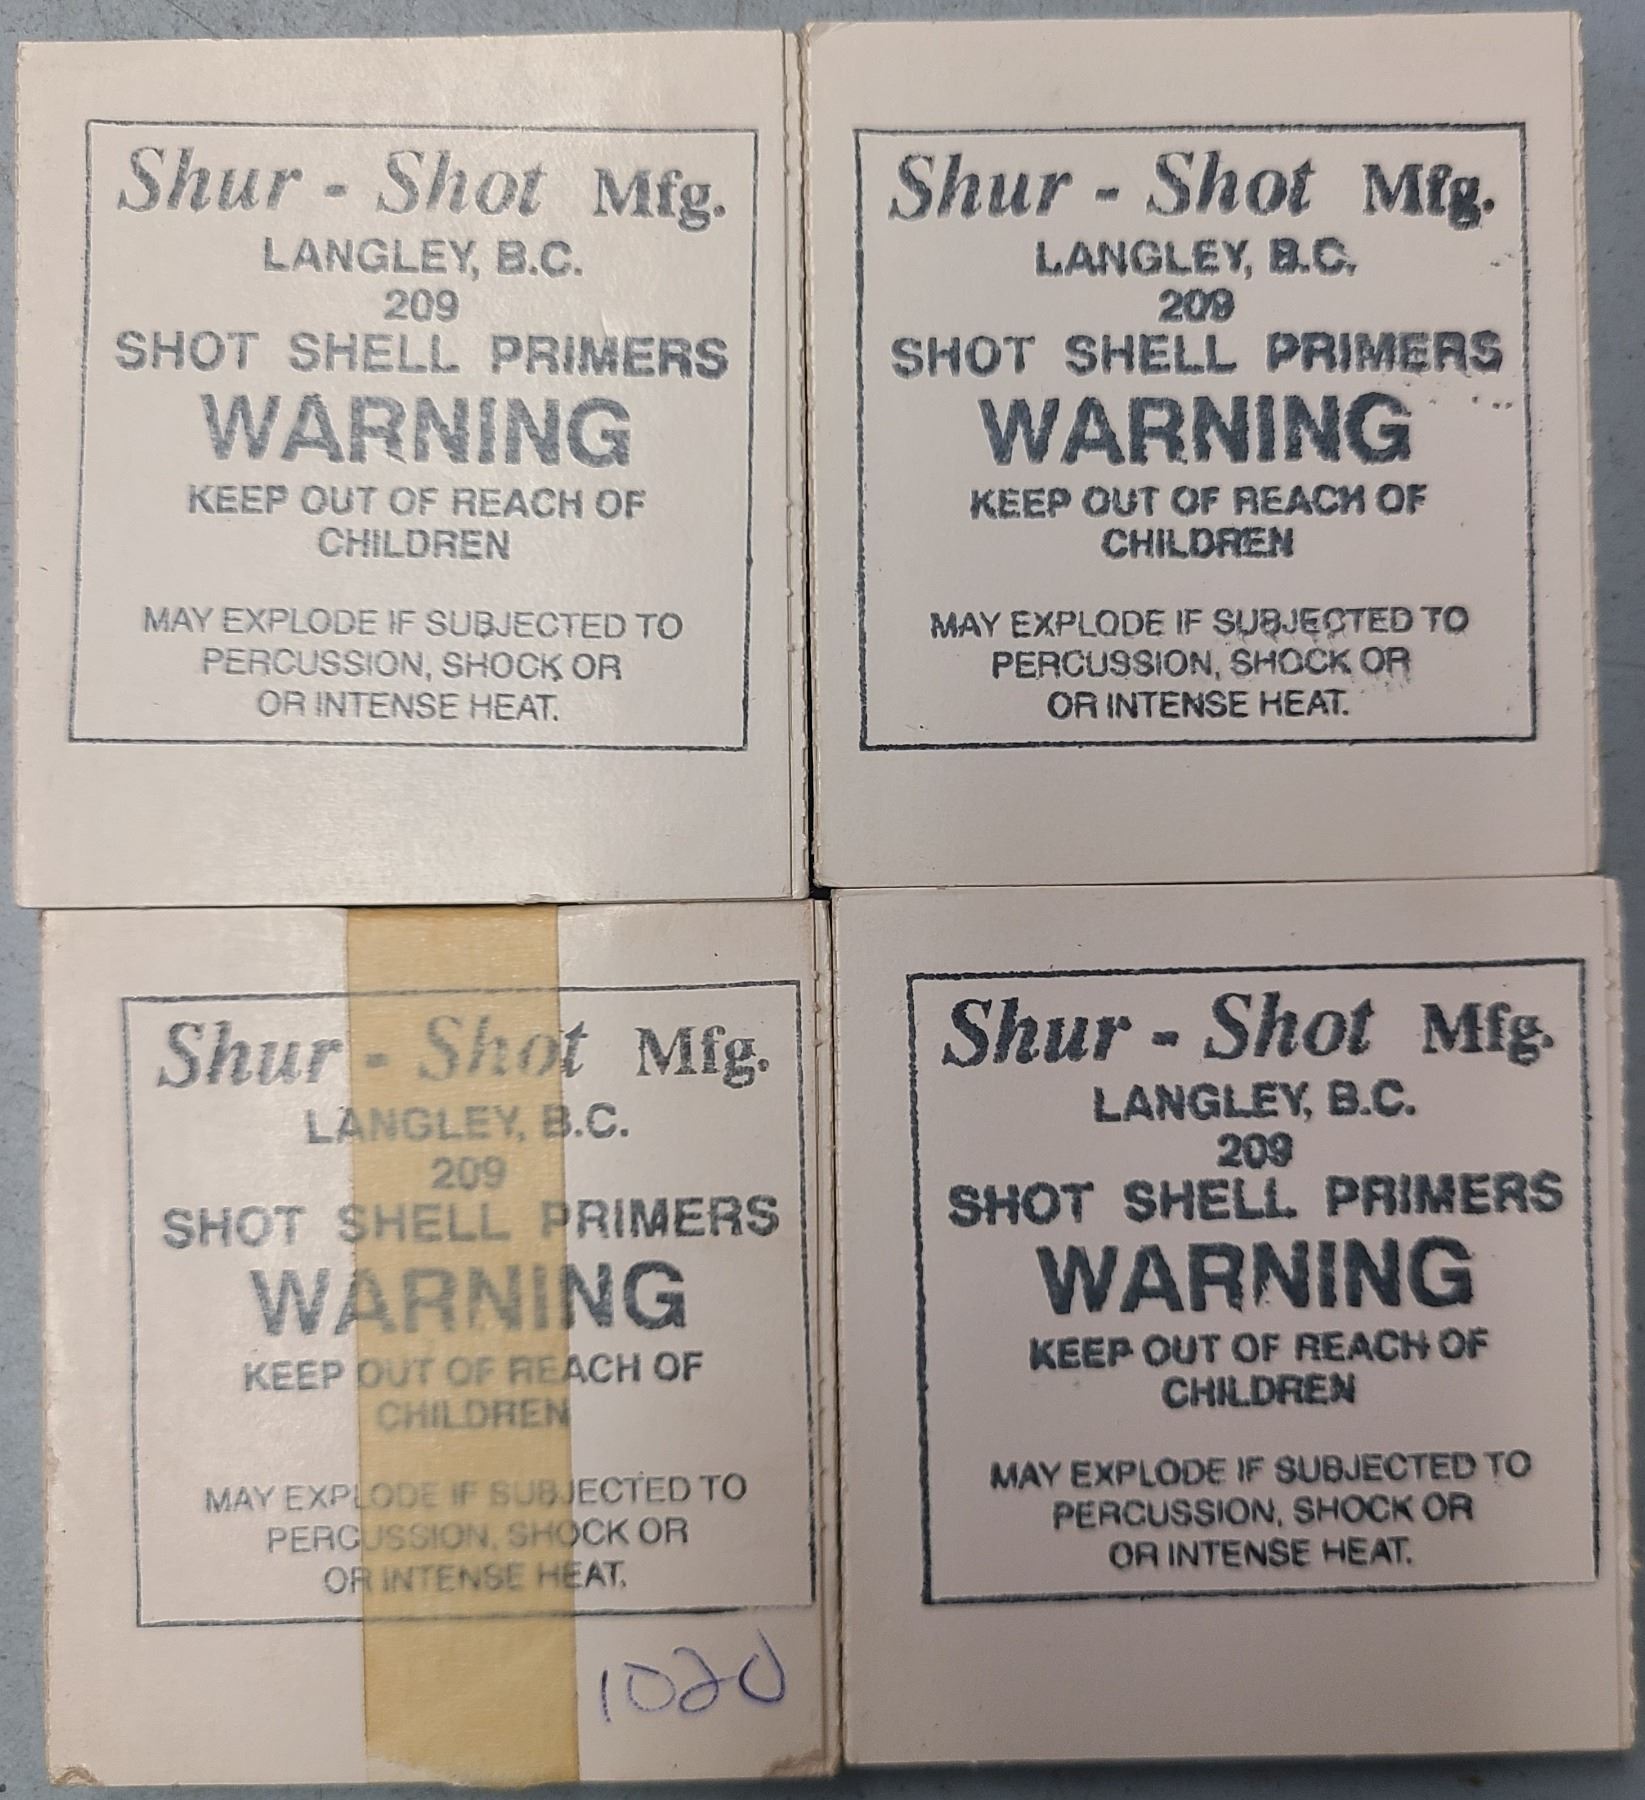 Shur - Shot Mfg.
LANGLEY, B.C.
209
SHOT SHELL PRIMERS
WARNING
KEEP OUT OF REACH OF
CHILDREN
MAY EXPLODE IF SUBJECTED TO
PERCUSSION, SHOCK OR
OR INTENSE HEAT.
Shur - Shot Mfg.
LANGLEY, B.C.
209
SHOT SHELL PRIMERS
WARNING
KEEP OUT OF REACH OF
CHILDREN
MAY EXPLODE IF SUBJECTED TO
PERCUSSION, SHOCK OR
OR INTENSE HEAT.
Shur - Shot Mfg.
LANGLEY, B.C.
209
SHOT SHELL PRIMERS
WARNING
KEEP OUT OF REACH OF
CHILDREN
MAY EXPLODE IF SUBJECTED TO
PERCUSSION, SHOCK OR
OR INTENSE HEAT.
1020
Shur - Shot Mfg.
LANGLEY, B.C.
209
SHOT SHELL PRIMERS
WARNING
KEEP OUT OF REACH OF
CHILDREN
MAY EXPLODE IF SUBJECTED TO
PERCUSSION, SHOCK OR
OR INTENSE HEAT.